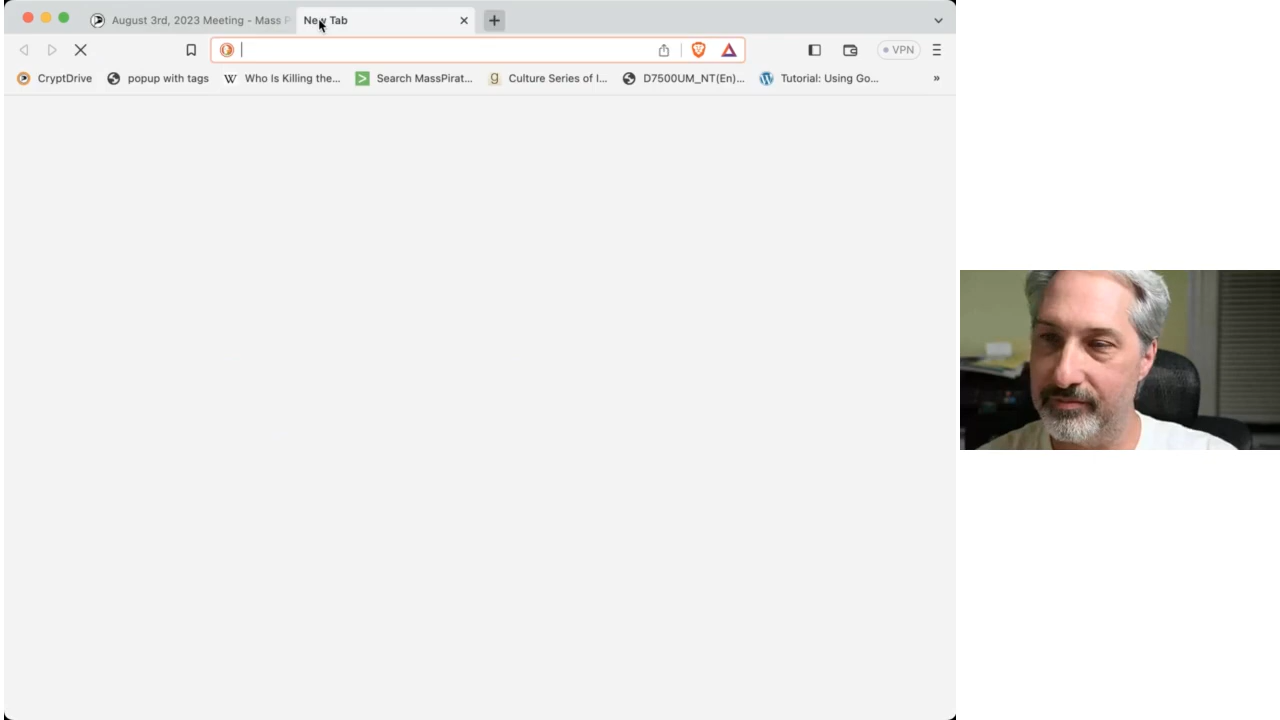 August 3rd, 2023 Meeting - Mass P
New Tab
VPN
CryptDrive
popup with tags
Who Is Killing the...
Search MassPirat...
Culture Series of I...
D7500UM_NT(En)...
Tutorial: Using Go...
»